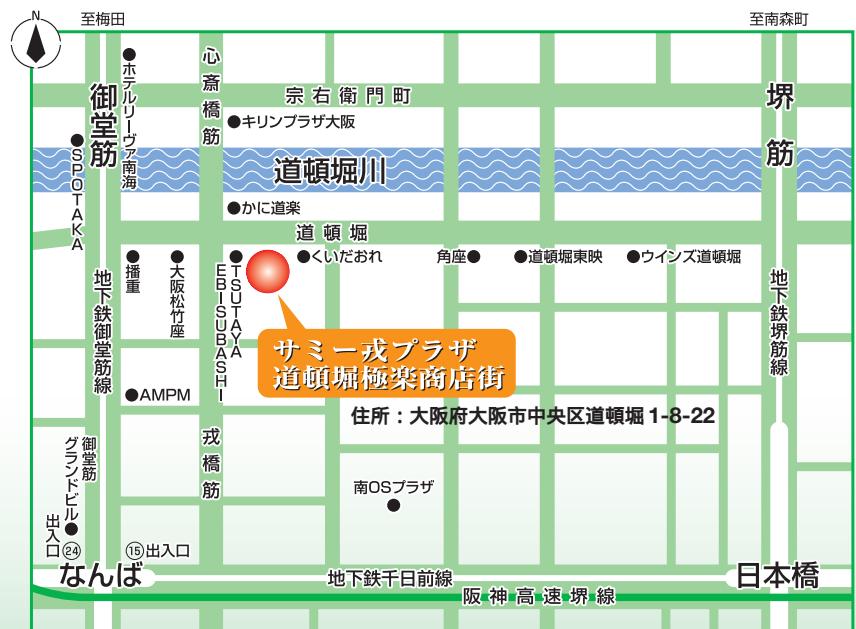 至梅田
至南森町
N
心斎橋筋
ホテルリーヴァ南海
御堂筋
宗右衛門町
堺筋
キリンプラザ大阪
SPOTAKA
道頓堀川
かに道楽
道頓堀
播重
大阪松竹座
TSUTAYA
EBISUBASHI
くいだおれ
角座
道頓堀東映
ウインズ道頓堀
地下鉄御堂筋線
地下鉄堺筋線
サミー戎プラザ
道頓堀極楽商店街
AMPM
住所：大阪府大阪市中央区道頓堀1-8-22
戎橋筋
御堂筋
グランドビル
南OSプラザ
出入口㉔
⑮出入口
なんば
地下鉄千日前線
日本橋
阪神高速堺線